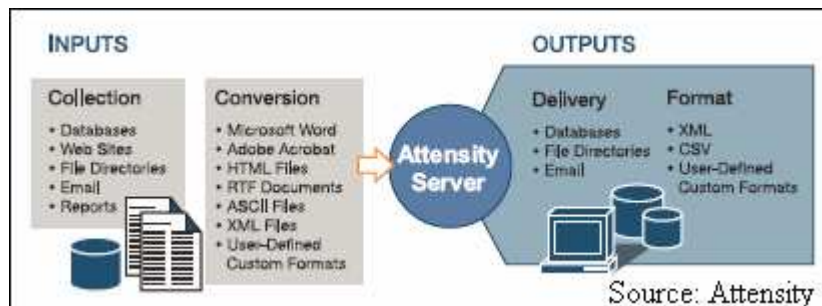 INPUTS
Collection
• Databases
• Web Sites
• File Directories
• Email
• Reports
Conversion
• Microsoft Word
• Adobe Acrobat
• HTML Files
• RTF Documents
• ASCII Files
• XML Files
• User-Defined
Custom Formats
Attensity
Server
OUTPUTS
Delivery
• Databases
• File Directories
• Email
Format
• XML
• CSV
• User-Defined
Custom Formats
Source: Attensity